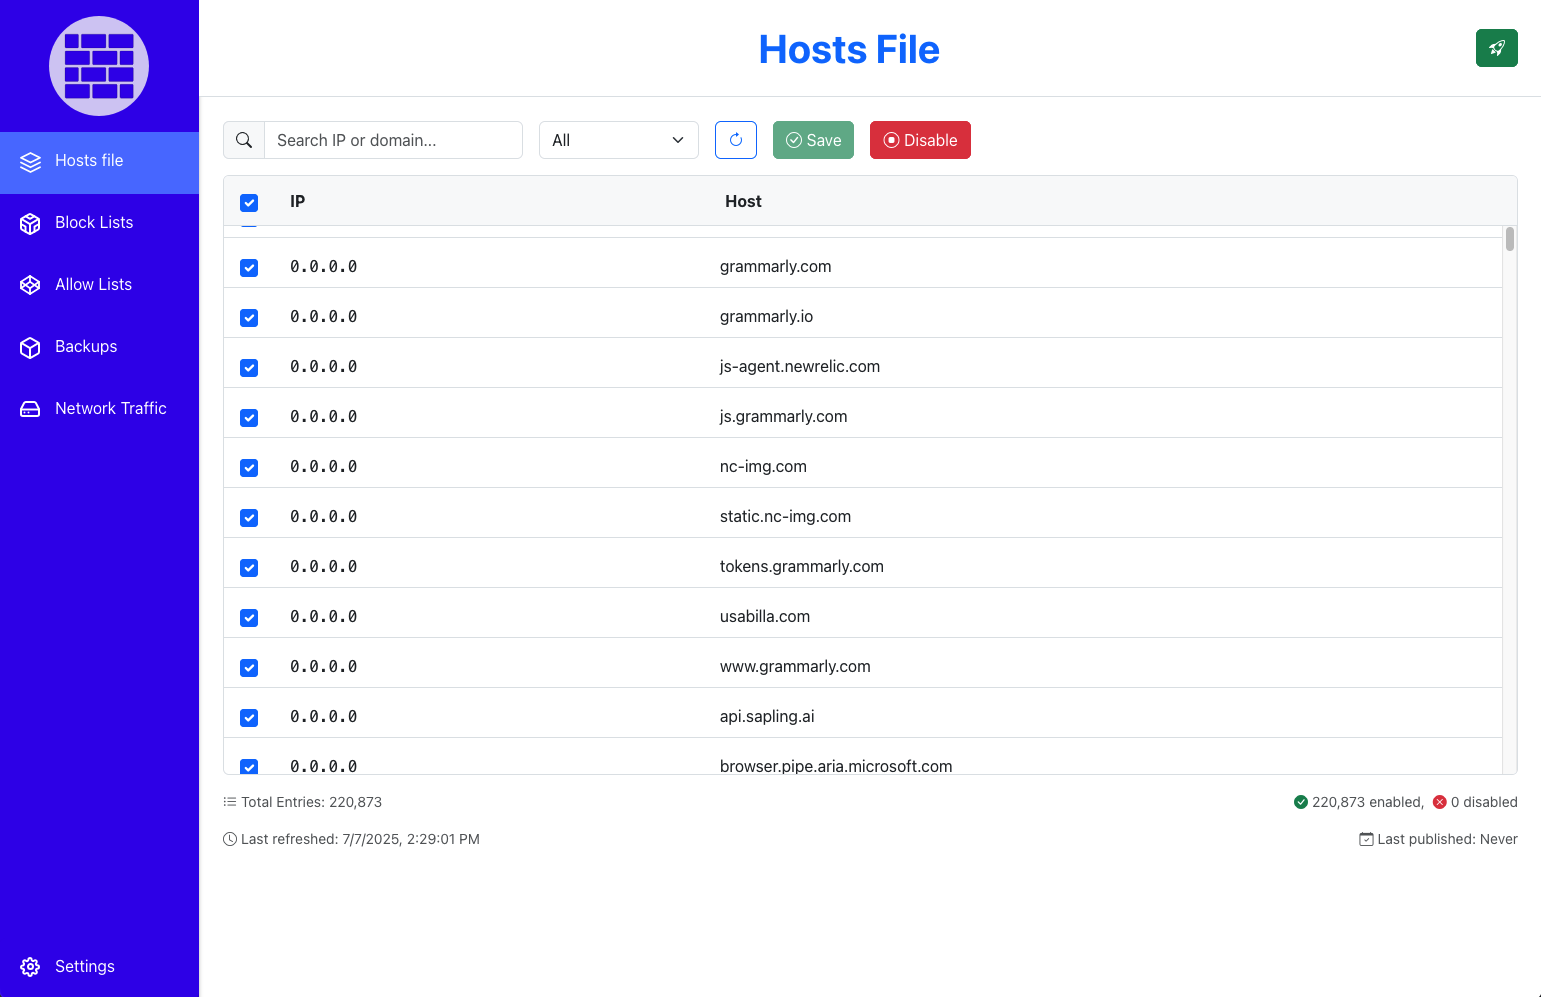 Hosts File
Hosts file
Block Lists
Allow Lists
Backups
Network Traffic
Settings
Search IP or domain...
All
Save
Disable
IP Host
0.0.0.0 grammarly.com
0.0.0.0 grammarly.io
0.0.0.0 js-agent.newrelic.com
0.0.0.0 js.grammarly.com
0.0.0.0 nc-img.com
0.0.0.0 static.nc-img.com
0.0.0.0 tokens.grammarly.com
0.0.0.0 usabilla.com
0.0.0.0 www.grammarly.com
0.0.0.0 api.sapling.ai
0.0.0.0 browser.pipe.aria.microsoft.com
Total Entries: 220,873
220,873 enabled, 0 disabled
Last refreshed: 7/7/2025, 2:29:01 PM
Last published: Never